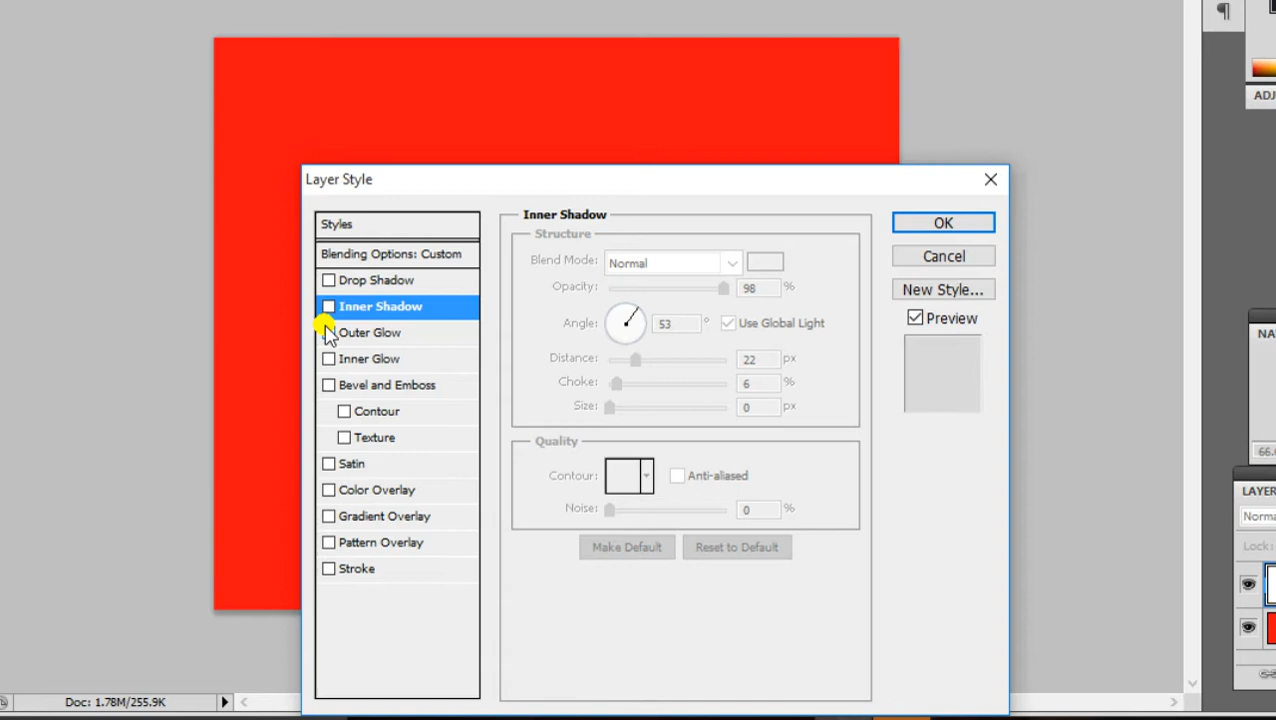 ¶
ADJ
Layer Style
Styles
Blending Options: Custom
Drop Shadow
Inner Shadow
Outer Glow
Inner Glow
Bevel and Emboss
Contour
Texture
Satin
Color Overlay
Gradient Overlay
Pattern Overlay
Stroke
Inner Shadow
Structure
Blend Mode: Normal
Opacity: 98 %
Angle: 53 ° Use Global Light
Distance: 22 px
Choke: 6 %
Size: 0 px
Quality
Contour: Anti-aliased
Noise: 0 %
Make Default Reset to Default
OK
Cancel
New Style...
Preview
NA
66.
LAYER
Norma
Lock:
Doc: 1.78M/255.9K